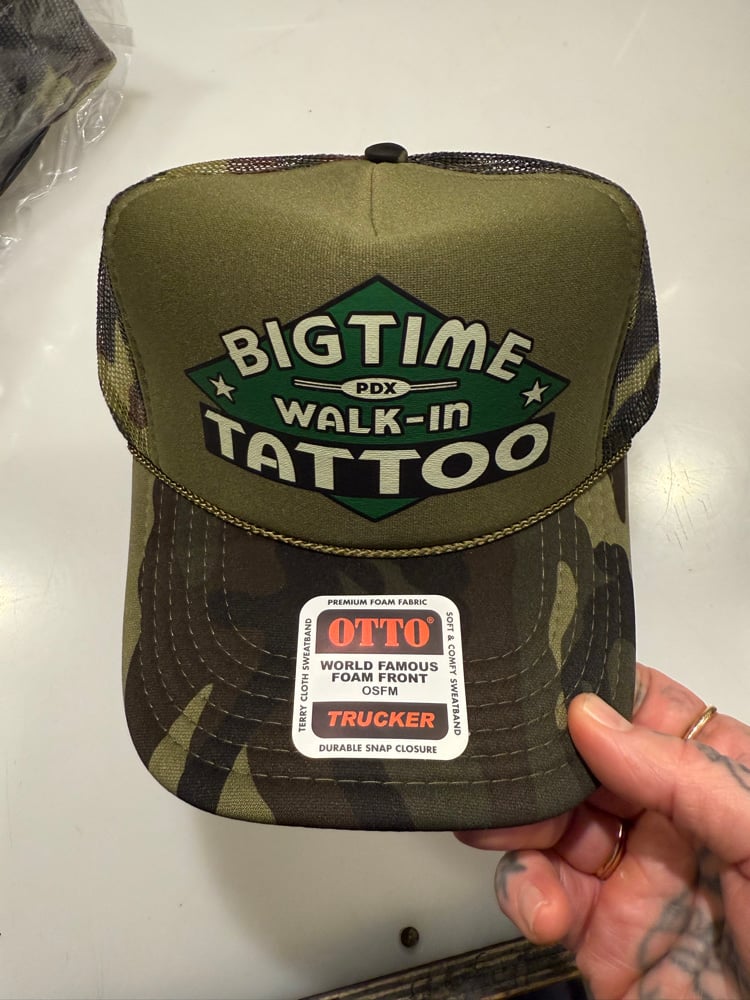 BIGTIME
PDX
WALK-In
TATTOO
PREMIUM FOAM FABRIC
TERRY CLOTH SWEATBAND
SOFT & COMFY SWEATBAND
OTTO®
WORLD FAMOUS
FOAM FRONT
OSFM
TRUCKER
DURABLE SNAP CLOSURE